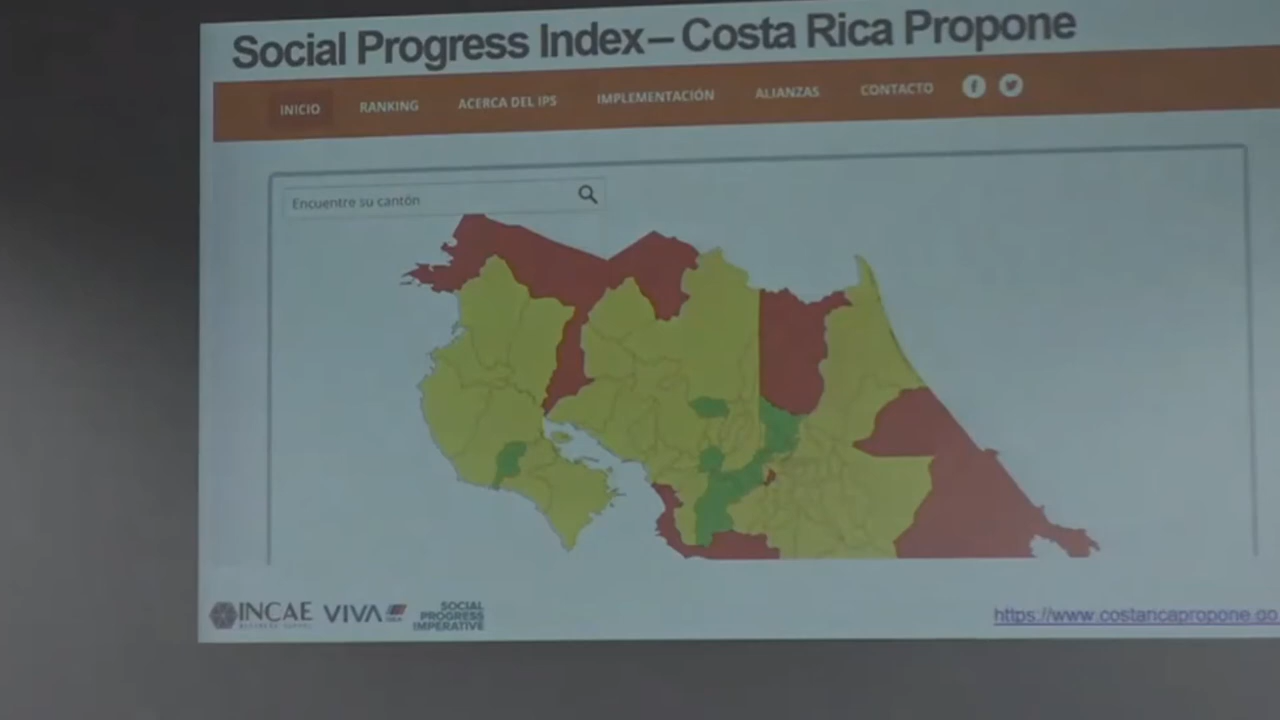 Social Progress Index – Costa Rica Propone
INICIO RANKING ACERCA DEL IPS IMPLEMENTACIÓN ALIANZAS CONTACTO
Encuentre su cantón
INCAE
VIVA
SOCIAL
PROGRESS
IMPERATIVE
https://www.costaricapropone.go